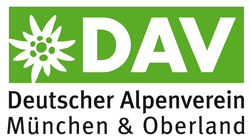 DAV
Deutscher Alpenverein
München & Oberland